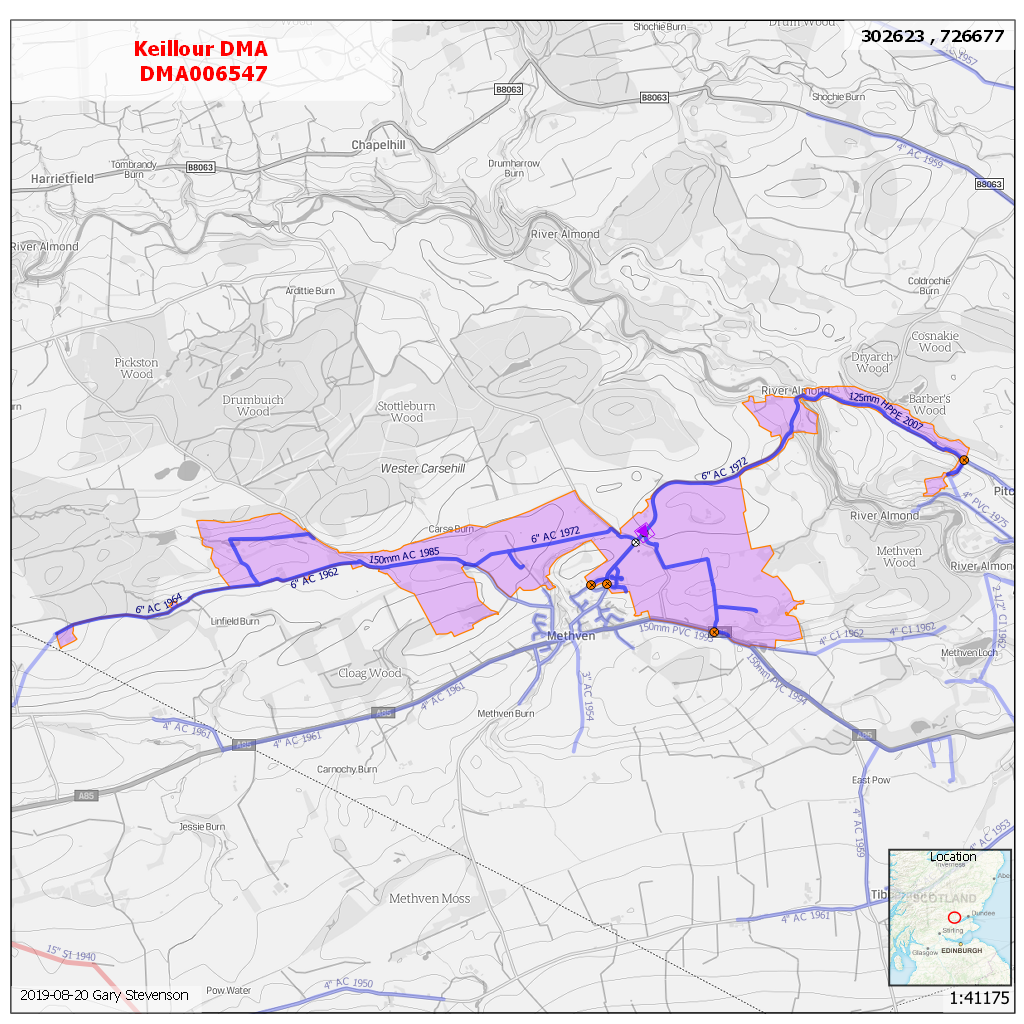 Keillour DMA
DMA006547
302623 , 726677
Shochie Burn
Drum Wood
Wood
1957
B8063
B8063
Shochie Burn
Chapelhill
4" AC 1959
Tombrandy
Burn
B8063
Drumharrow
Burn
Harrietfield
B8063
River Almond
River Almond
Ardittie Burn
Coldrochie
Burn
Cosnakie
Wood
Pickston
Wood
Dryarch
Wood
River Almond
Drumbuich
Wood
Stottleburn
Wood
125mm HPPE 2007
Barber's
Wood
Wester Carsehill
6" AC 1972
4" PVC 1975
River Almond
Carse Burn
6" AC 1972
150mm AC 1985
Methven
Wood
River Almond
6" AC 1962
6" AC 1964
2 1/2" CI 1962
Linfield Burn
Methven
150mm PVC 1993
4" CI 1962
4" CI 1962
Methven Loch
Cloag Wood
150mm PVC 1994
4" AC 1961
3" AC 1954
A85
Methven Burn
4" AC 1961
4" AC 1961
A85
A85
Carnochy Burn
East Pow
A85
Jessie Burn
4" AC 1959
4" AC 1953
Location
Inverness
Methven Moss
SCOTLAND
Dundee
Stirling
Glasgow
EDINBURGH
4" AC 1961
15" SI 1940
4" AC 1950
Pow Water
2019-08-20 Gary Stevenson
1:41175